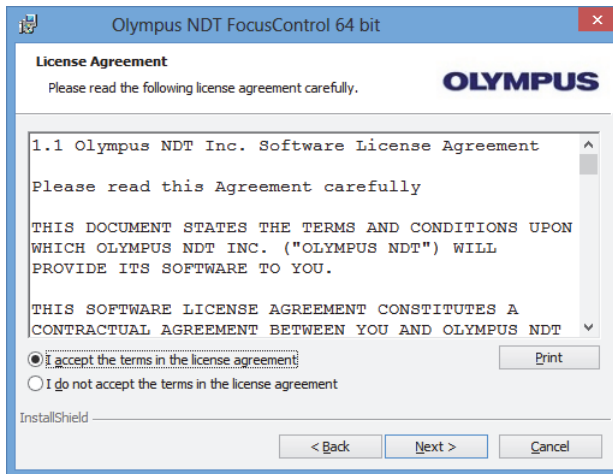 Olympus NDT FocusControl 64 bit
License Agreement
Please read the following license agreement carefully.
OLYMPUS
1.1 Olympus NDT Inc. Software License Agreement
Please read this Agreement carefully
THIS DOCUMENT STATES THE TERMS AND CONDITIONS UPON
WHICH OLYMPUS NDT INC. ("OLYMPUS NDT") WILL
PROVIDE ITS SOFTWARE TO YOU.
THIS SOFTWARE LICENSE AGREEMENT CONSTITUTES A
CONTRACTUAL AGREEMENT BETWEEN YOU AND OLYMPUS NDT
I accept the terms in the license agreement
Print
I do not accept the terms in the license agreement
InstallShield
< Back
Next >
Cancel